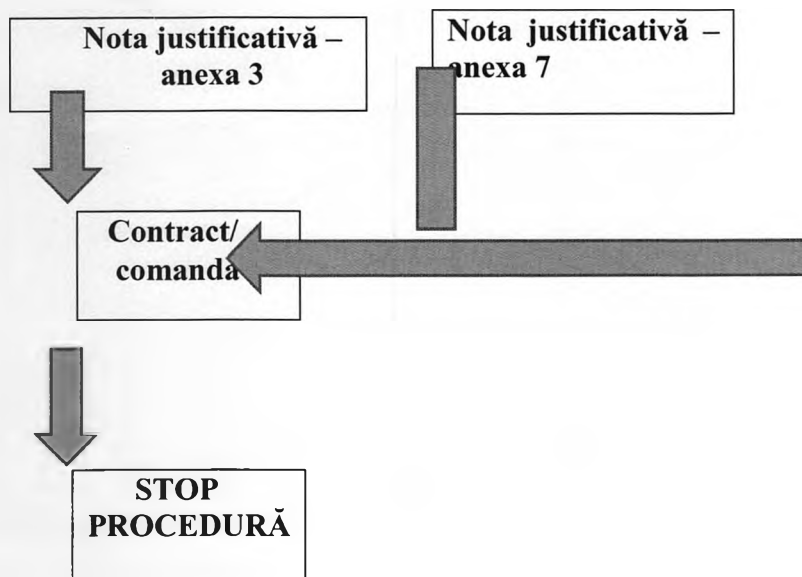 Nota justificativă –
anexa 3
Nota justificativă –
anexa 7
Contract/
comanda
STOP
PROCEDURĂ